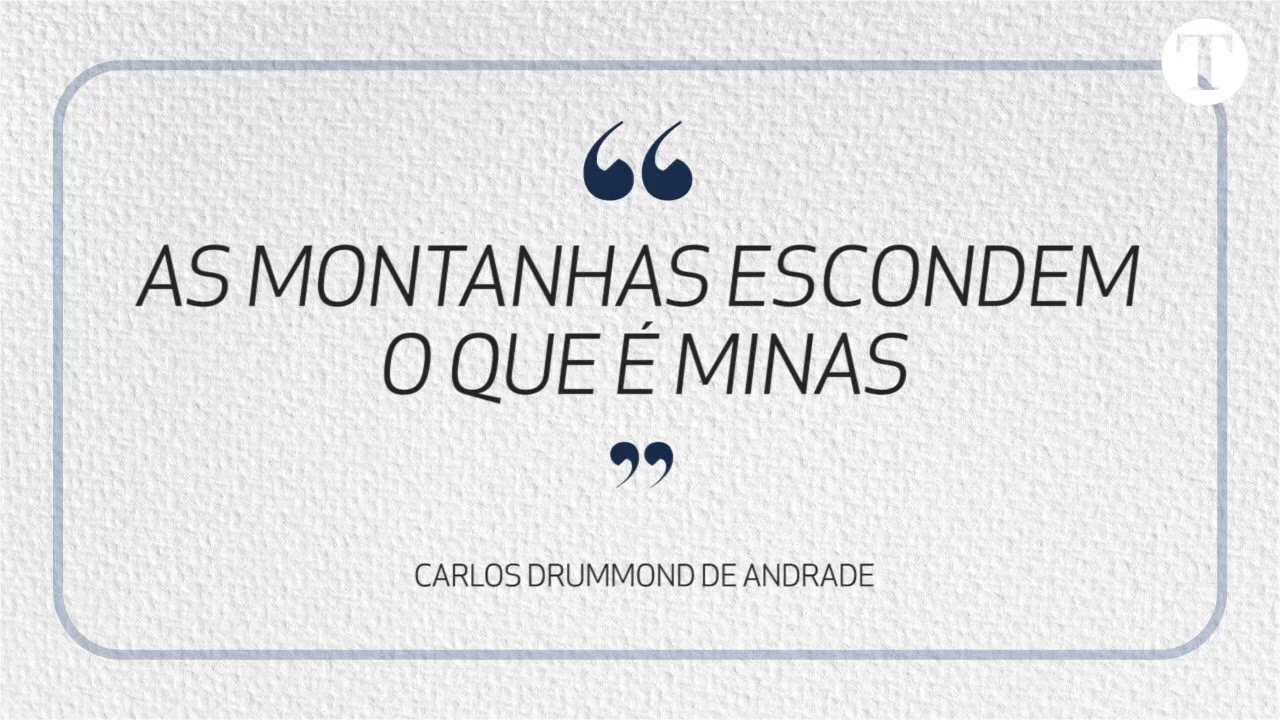 T
“
AS MONTANHAS ESCONDEM
O QUE É MINAS
”
CARLOS DRUMMOND DE ANDRADE